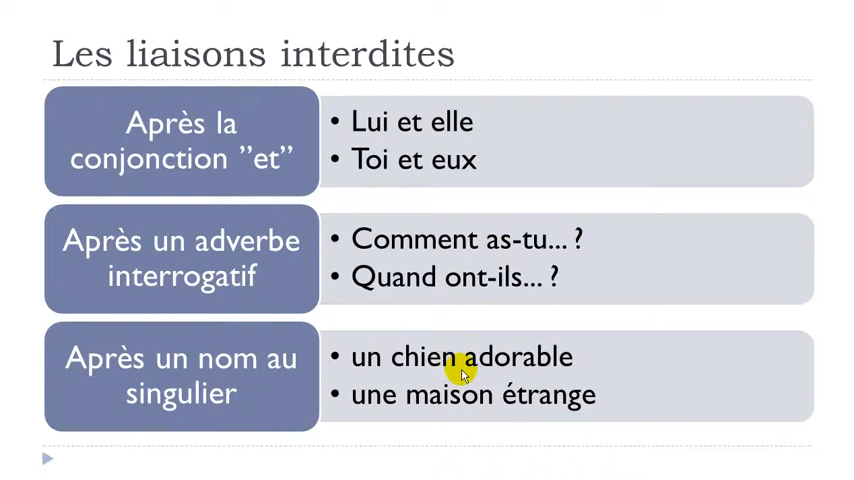 Les liaisons interdites
Après la
conjonction ”et”
• Lui et elle
• Toi et eux
Après un adverbe
interrogatif
• Comment as-tu... ?
• Quand ont-ils... ?
Après un nom au
singulier
• un chien adorable
• une maison étrange